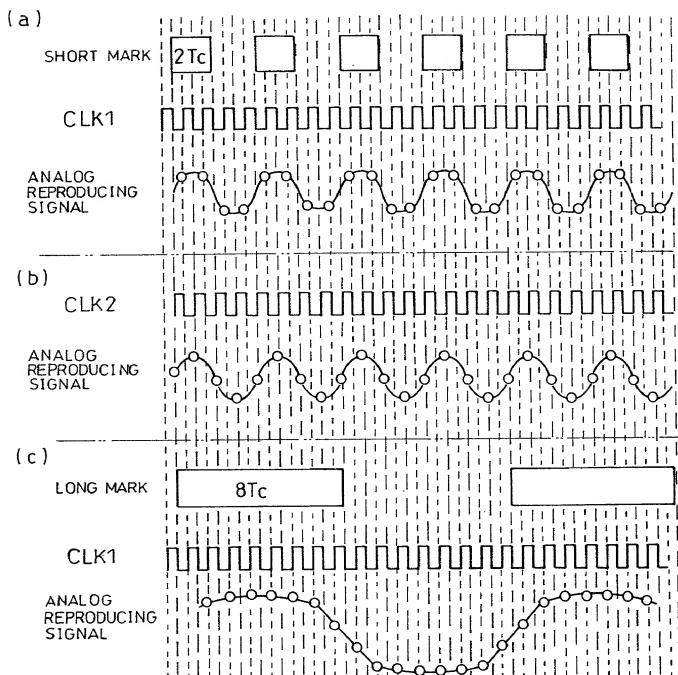 (a)
SHORT MARK
2Tc
CLK1
ANALOG
REPRODUCING
SIGNAL
(b)
CLK2
ANALOG
REPRODUCING
SIGNAL
(c)
LONG MARK
8Tc
CLK1
ANALOG
REPRODUCING
SIGNAL